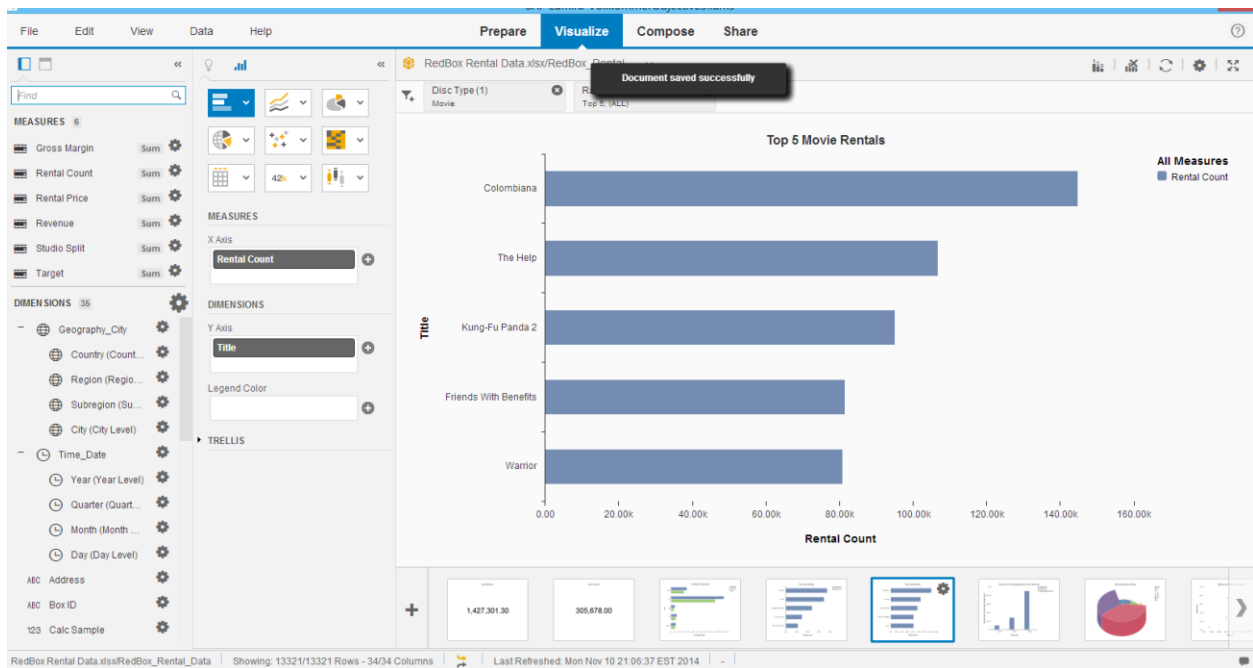 File Edit View Data Help Prepare Visualize Compose Share
RedBox Rental Data.xlsx/RedBox_Rental
Document saved successfully
Find
Disc Type (1)
Movie
Top 5, (ALL)
MEASURES 6
Gross Margin Sum
Rental Count Sum
Rental Price Sum
Revenue Sum
Studio Split Sum
Target Sum
DIMENSIONS 35
Geography_City
Country (Count...
Region (Regio...
Subregion (Su...
City (City Level)
Time_Date
Year (Year Level)
Quarter (Quart...
Month (Month ...
Day (Day Level)
ABC Address
ABC Box ID
123 Calc Sample
MEASURES
X Axis
Rental Count
DIMENSIONS
Y Axis
Title
Legend Color
TRELLIS
Top 5 Movie Rentals
All Measures
Rental Count
Title
Colombiana
The Help
Kung-Fu Panda 2
Friends With Benefits
Warrior
0.00 20.00k 40.00k 60.00k 80.00k 100.00k 120.00k 140.00k 160.00k
Rental Count
1,427,301.30
305,678.00
RedBox Rental Data.xlsx/RedBox_Rental_Data Showing: 13321/13321 Rows - 34/34 Columns Last Refreshed: Mon Nov 10 21:06:37 EST 2014 -